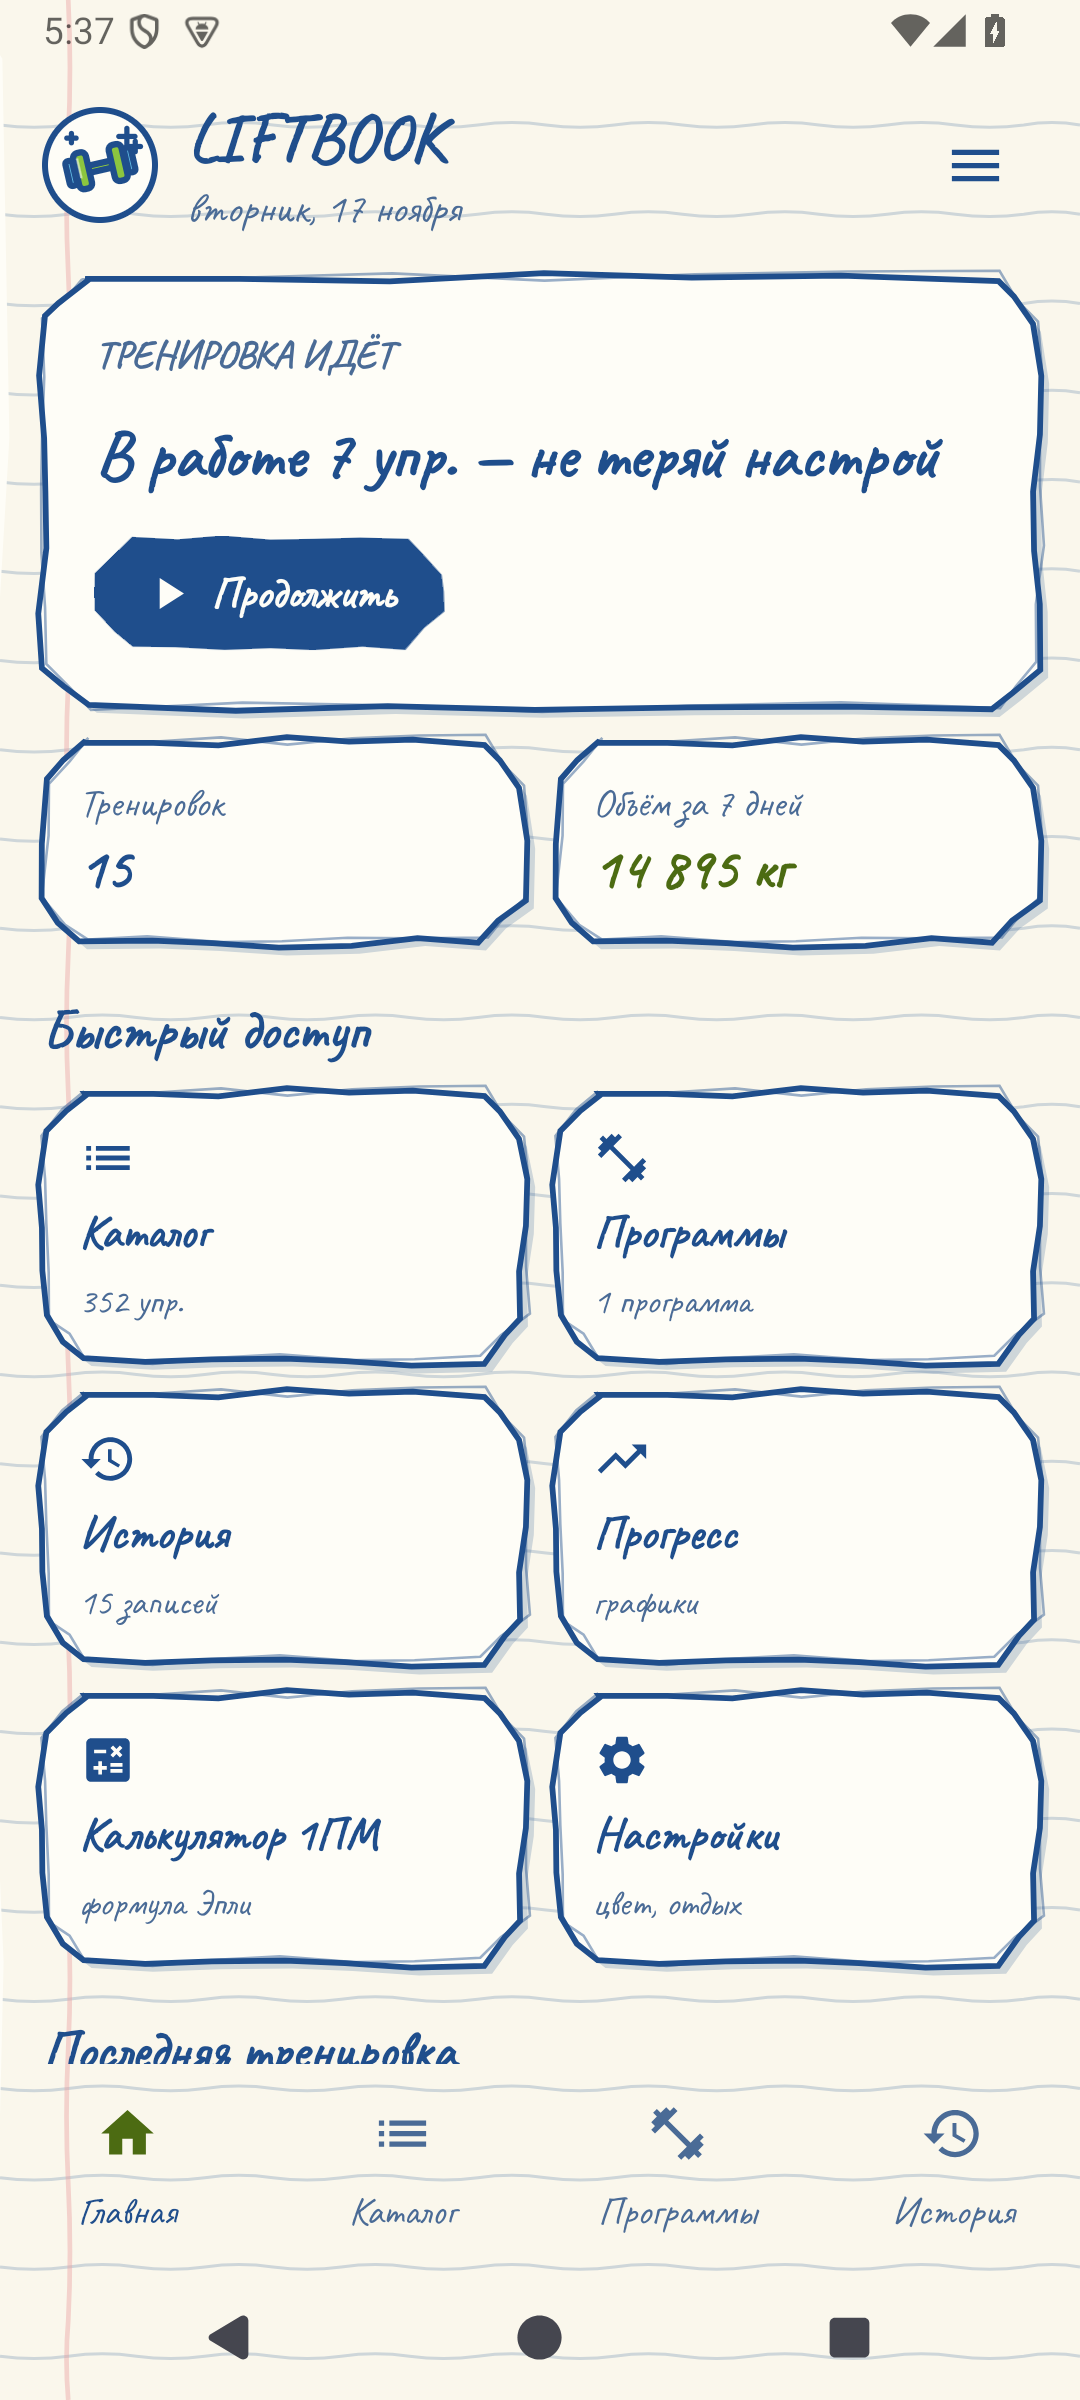 5:37
LIFTBOOK
вторник, 17 ноября
ТРЕНИРОВКА ИДЁТ
В работе 7 упр. — не теряй настрой
Продолжить
Тренировок
Объём за 7 дней
15
14 895 кг
Быстрый доступ
Каталог
Программы
352 упр.
1 программа
История
Прогресс
15 записей
графики
Калькулятор 1ПМ
Настройки
формула Эпли
цвет, отдых
Последняя тренировка
Главная
Каталог
Программы
История